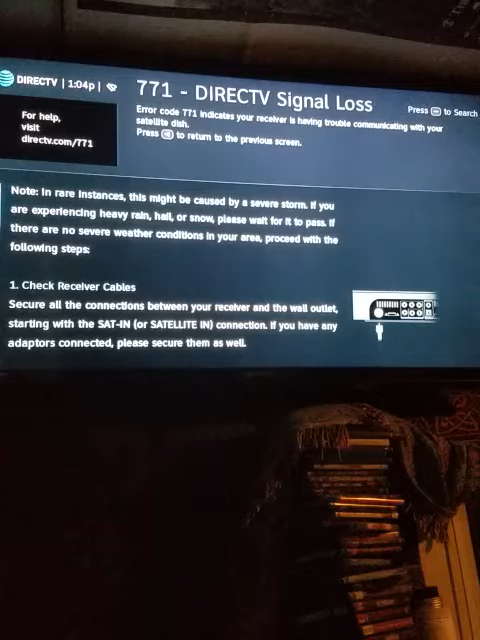 DIRECTV | 1:04p |
771 - DIRECTV Signal Loss
Press to Search
For help,
visit
directv.com/771
Error code 771 indicates your receiver is having trouble communicating with your
satellite dish.
Press to return to the previous screen.
Note: In rare instances, this might be caused by a severe storm. If you
are experiencing heavy rain, hail, or snow, please wait for it to pass. If
there are no severe weather conditions in your area, proceed with the
following steps:
1. Check Receiver Cables
Secure all the connections between your receiver and the wall outlet,
starting with the SAT-IN (or SATELLITE IN) connection. If you have any
adaptors connected, please secure them as well.